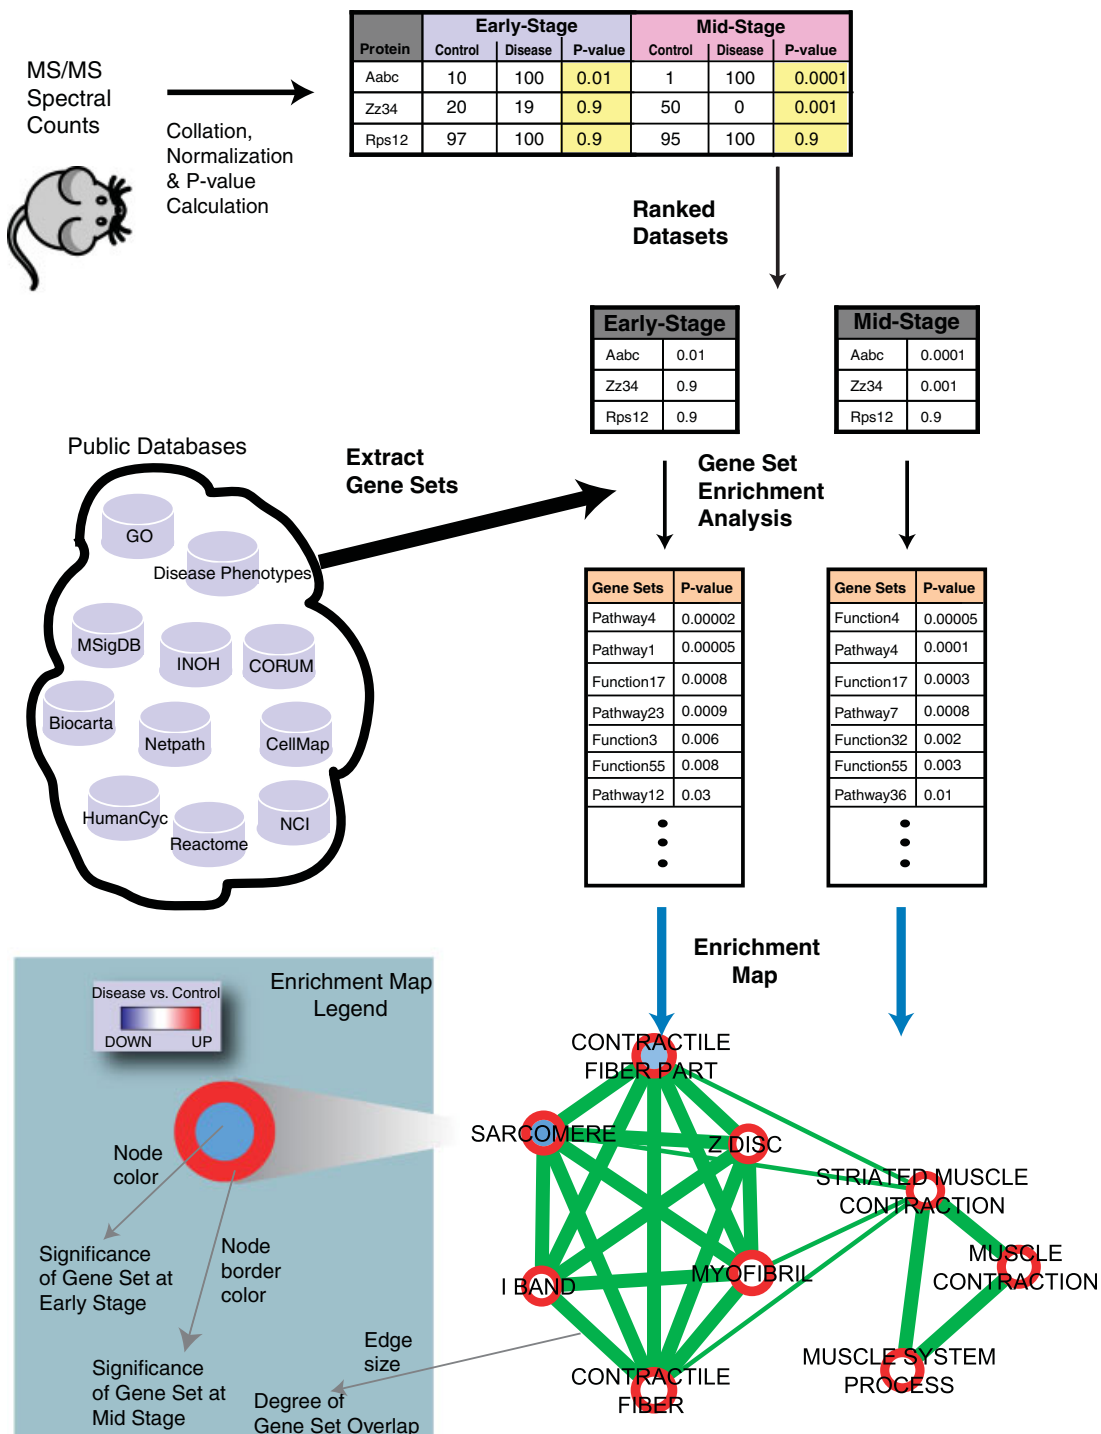 MS/MS
Spectral
Counts
Collation,
Normalization
& P-value
Calculation
Early-Stage Mid-Stage
Protein Control Disease P-value Control Disease P-value
Aabc 10 100 0.01 1 100 0.0001
Zz34 20 19 0.9 50 0 0.001
Rps12 97 100 0.9 95 100 0.9
Ranked
Datasets
Early-Stage
Aabc 0.01
Zz34 0.9
Rps12 0.9
Mid-Stage
Aabc 0.0001
Zz34 0.001
Rps12 0.9
Public Databases
GO
Disease Phenotypes
MSigDB
INOH
CORUM
Biocarta
Netpath
CellMap
HumanCyc
Reactome
NCI
Extract
Gene Sets
Gene Set
Enrichment
Analysis
Gene Sets P-value
Pathway4 0.00002
Pathway1 0.00005
Function17 0.0008
Pathway23 0.0009
Function3 0.006
Function55 0.008
Pathway12 0.03
Gene Sets P-value
Function4 0.00005
Pathway4 0.0001
Function17 0.0003
Pathway7 0.0008
Function32 0.002
Function55 0.003
Pathway36 0.01
Enrichment
Map
Enrichment Map
Legend
Disease vs. Control
DOWN UP
Node
color
Significance
of Gene Set at
Early Stage
Node
border
color
Significance
of Gene Set at
Mid Stage
Edge
size
Degree of
Gene Set Overlap
CONTRACTILE
FIBER PART
SARCOMERE
Z DISC
STRIATED MUSCLE
CONTRACTION
I BAND
MYOFIBRIL
MUSCLE
CONTRACTION
CONTRACTILE
FIBER
MUSCLE SYSTEM
PROCESS